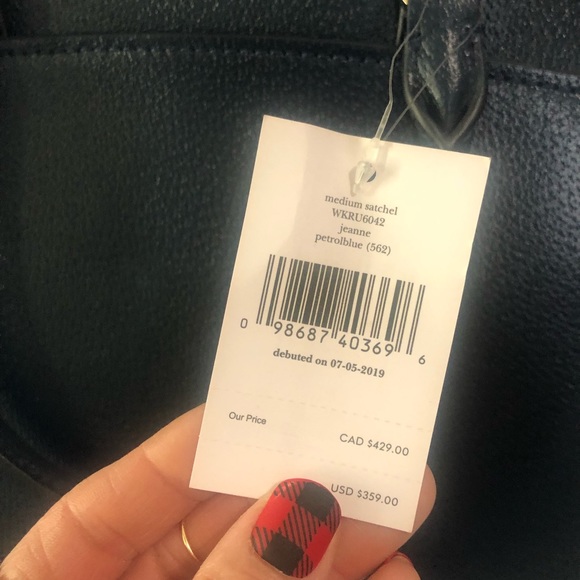 medium satchel
WKRU6042
jeanne
petrolblue (562)
0 98687 40369 6
debuted on 07-05-2019
Our Price
CAD $429.00
USD $359.00